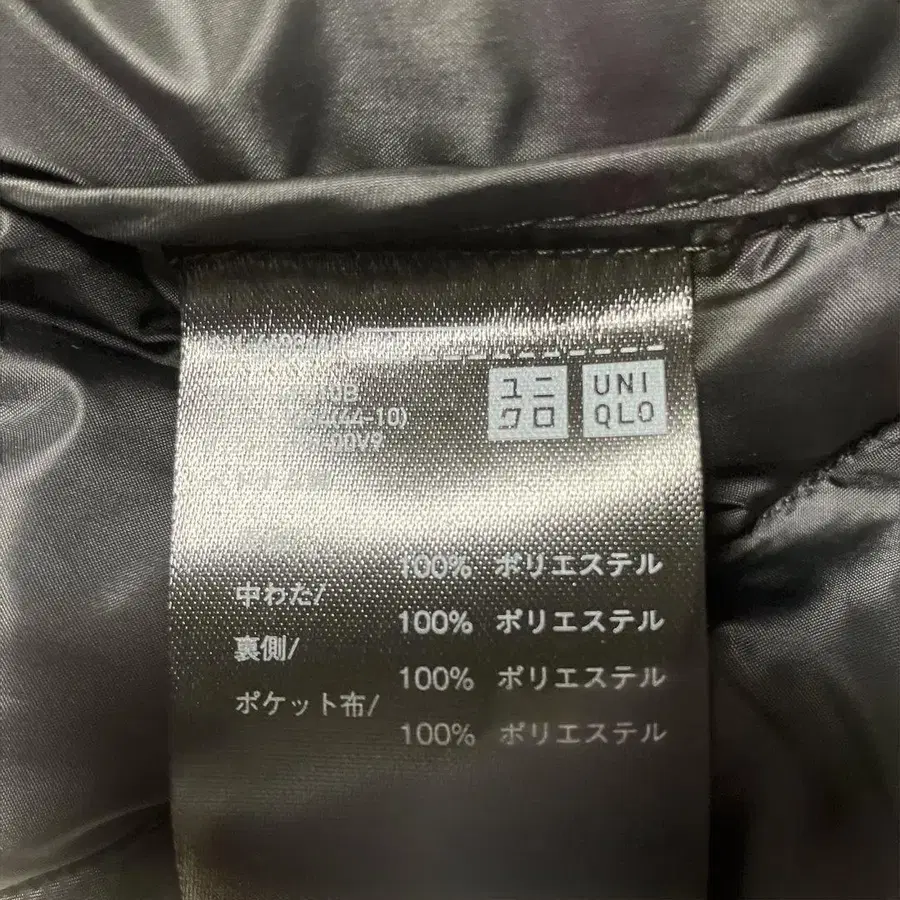 ユニ
クロ
UNI
QLO
(44-10)
100% ポリエステル
中わた/
100% ポリエステル
裏側/
100% ポリエステル
ポケット布/
100% ポリエステル